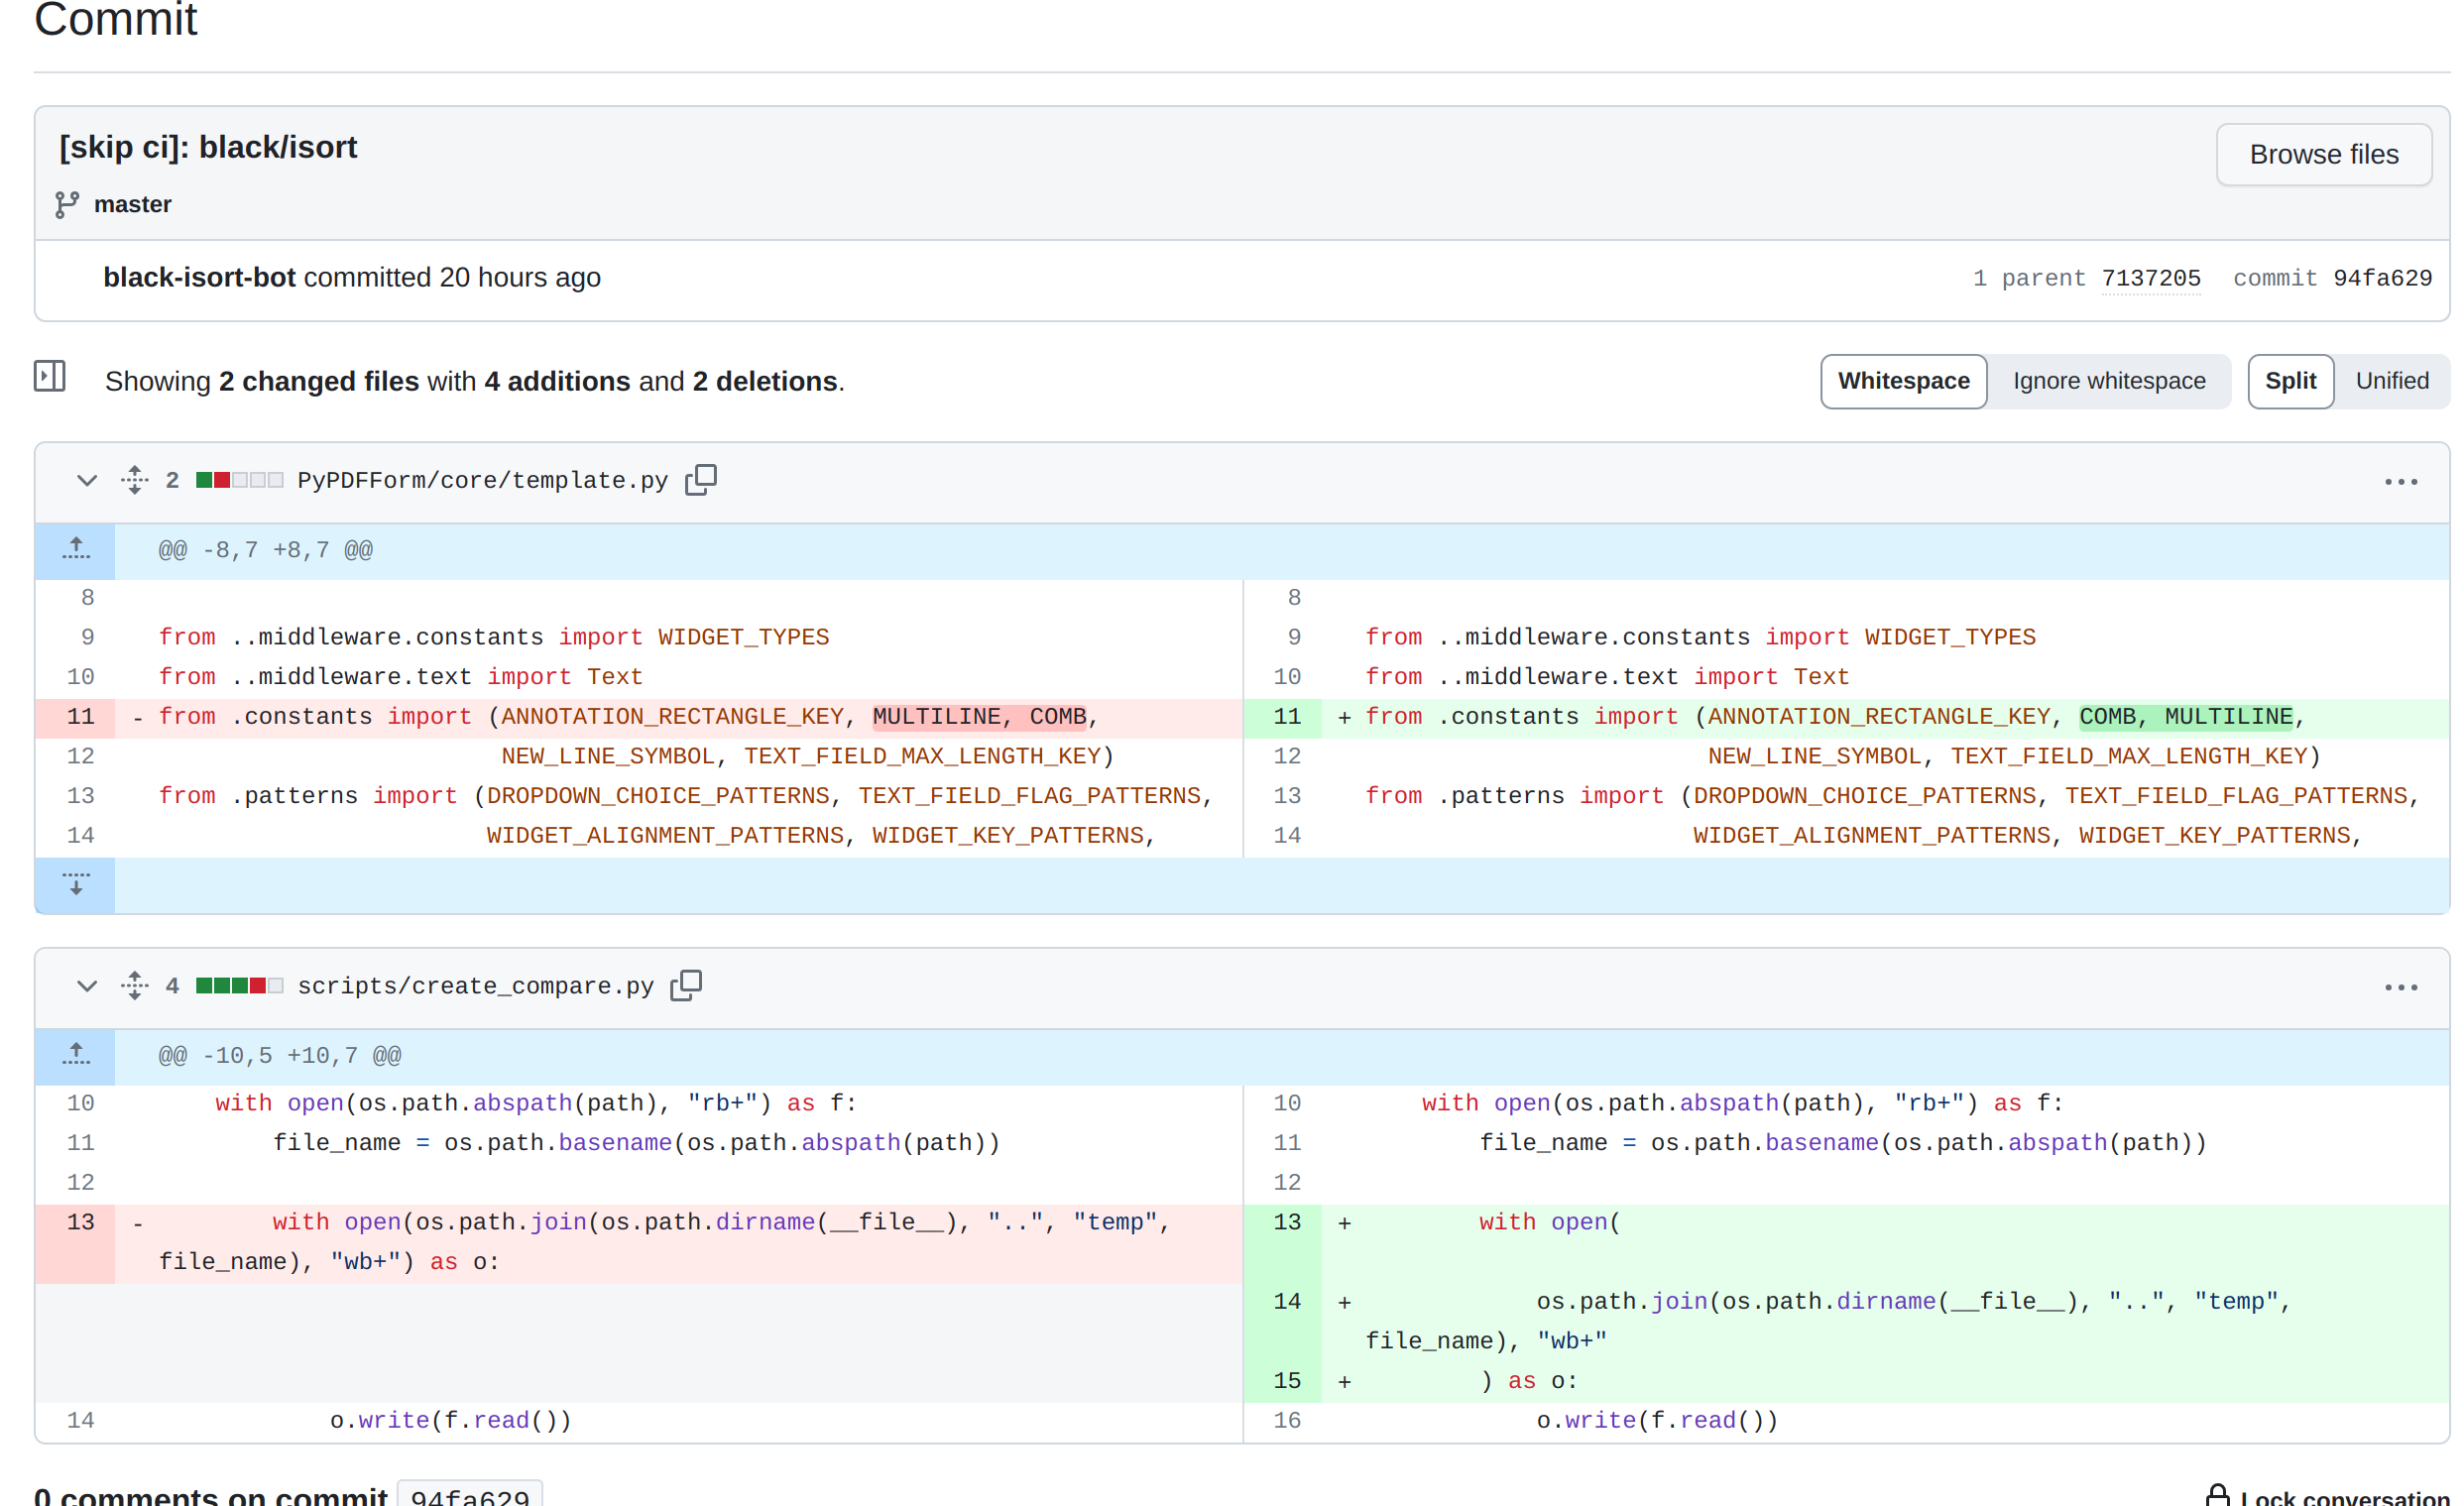 Commit
[skip ci]: black/isort
Browse files
master
black-isort-bot committed 20 hours ago
1 parent 7137205 commit 94fa629
Showing 2 changed files with 4 additions and 2 deletions.
Whitespace Ignore whitespace Split Unified
2 PyPDFForm/core/template.py
@@ -8,7 +8,7 @@
8 8
9 from ..middleware.constants import WIDGET_TYPES 9 from ..middleware.constants import WIDGET_TYPES
10 from ..middleware.text import Text 10 from ..middleware.text import Text
11 - from .constants import (ANNOTATION_RECTANGLE_KEY, MULTILINE, COMB, 11 + from .constants import (ANNOTATION_RECTANGLE_KEY, COMB, MULTILINE,
12 NEW_LINE_SYMBOL, TEXT_FIELD_MAX_LENGTH_KEY) 12 NEW_LINE_SYMBOL, TEXT_FIELD_MAX_LENGTH_KEY)
13 from .patterns import (DROPDOWN_CHOICE_PATTERNS, TEXT_FIELD_FLAG_PATTERNS, 13 from .patterns import (DROPDOWN_CHOICE_PATTERNS, TEXT_FIELD_FLAG_PATTERNS,
14 WIDGET_ALIGNMENT_PATTERNS, WIDGET_KEY_PATTERNS, 14 WIDGET_ALIGNMENT_PATTERNS, WIDGET_KEY_PATTERNS,
4 scripts/create_compare.py
@@ -10,5 +10,7 @@
10 with open(os.path.abspath(path), "rb+") as f: 10 with open(os.path.abspath(path), "rb+") as f:
11 file_name = os.path.basename(os.path.abspath(path)) 11 file_name = os.path.basename(os.path.abspath(path))
12 12
13 - with open(os.path.join(os.path.dirname(__file__), "..", "temp", 13 + with open(
file_name), "wb+") as o:
14 + os.path.join(os.path.dirname(__file__), "..", "temp",
file_name), "wb+"
15 + ) as o:
14 o.write(f.read()) 16 o.write(f.read())
0 comments on commit 94fa629
Lock conversation